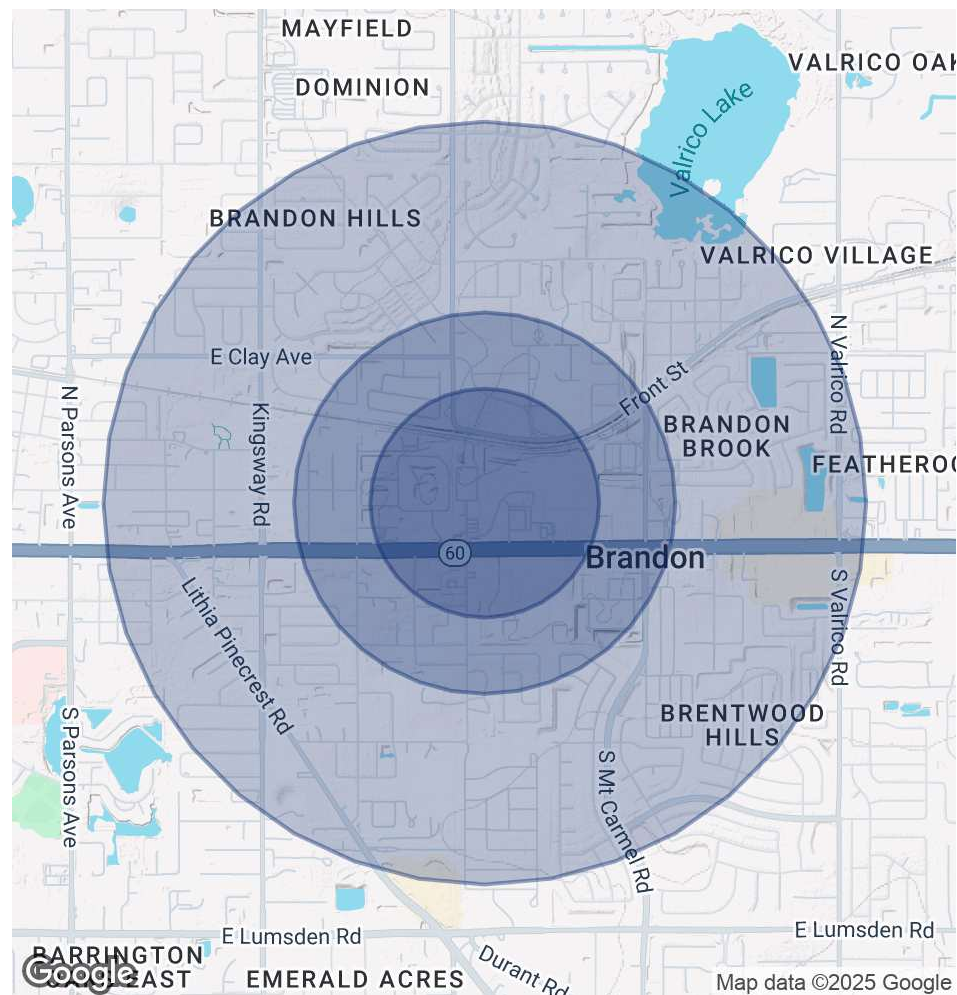 MAYFIELD
VALRICO OAK
DOMINION
Valrico Lake
BRANDON HILLS
VALRICO VILLAGE
E Clay Ave
N Valrico Rd
Front St
N Parsons Ave
Kingsway Rd
BRANDON
BROOK
FEATHEROC
60
Brandon
Lithia Pinecrest Rd
S Valrico Rd
S Parsons Ave
BRENTWOOD
HILLS
S Mt Carmel Rd
E Lumsden Rd
E Lumsden Rd
BARRINGTON
EAST
Google
EMERALD ACRES
Durant Rd
Map data ©2025 Google